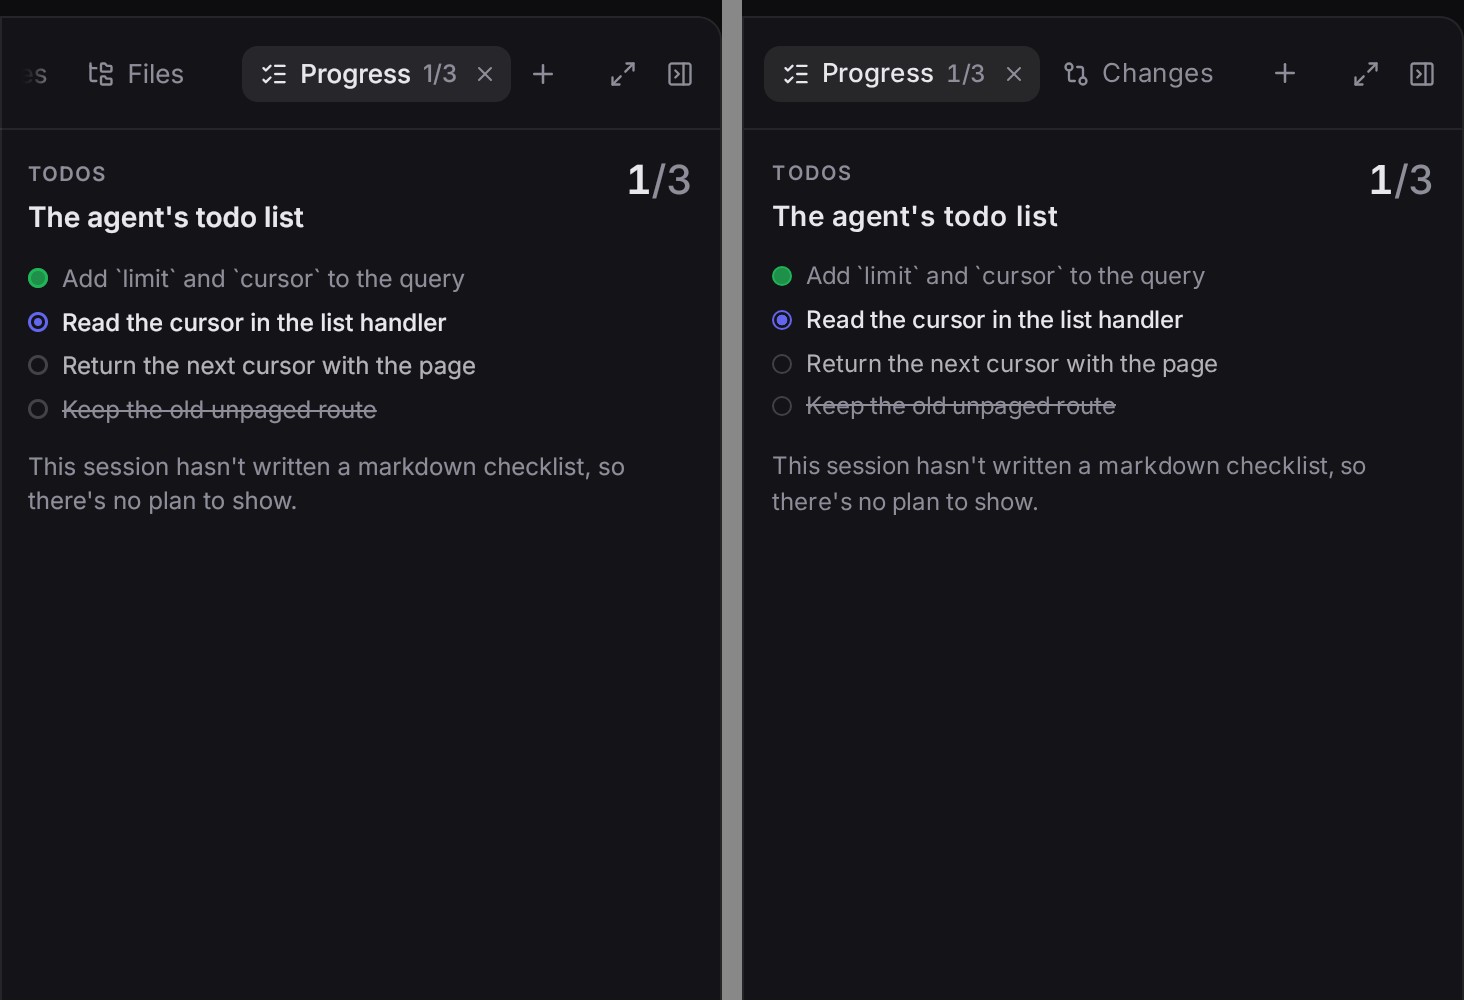 Files
Progress 1/3
TODOS
1/3
The agent's todo list
Add `limit` and `cursor` to the query
Read the cursor in the list handler
Return the next cursor with the page
Keep the old unpaged route
This session hasn't written a markdown checklist, so
there's no plan to show.
Progress 1/3
Changes
TODOS
1/3
The agent's todo list
Add `limit` and `cursor` to the query
Read the cursor in the list handler
Return the next cursor with the page
Keep the old unpaged route
This session hasn't written a markdown checklist, so
there's no plan to show.